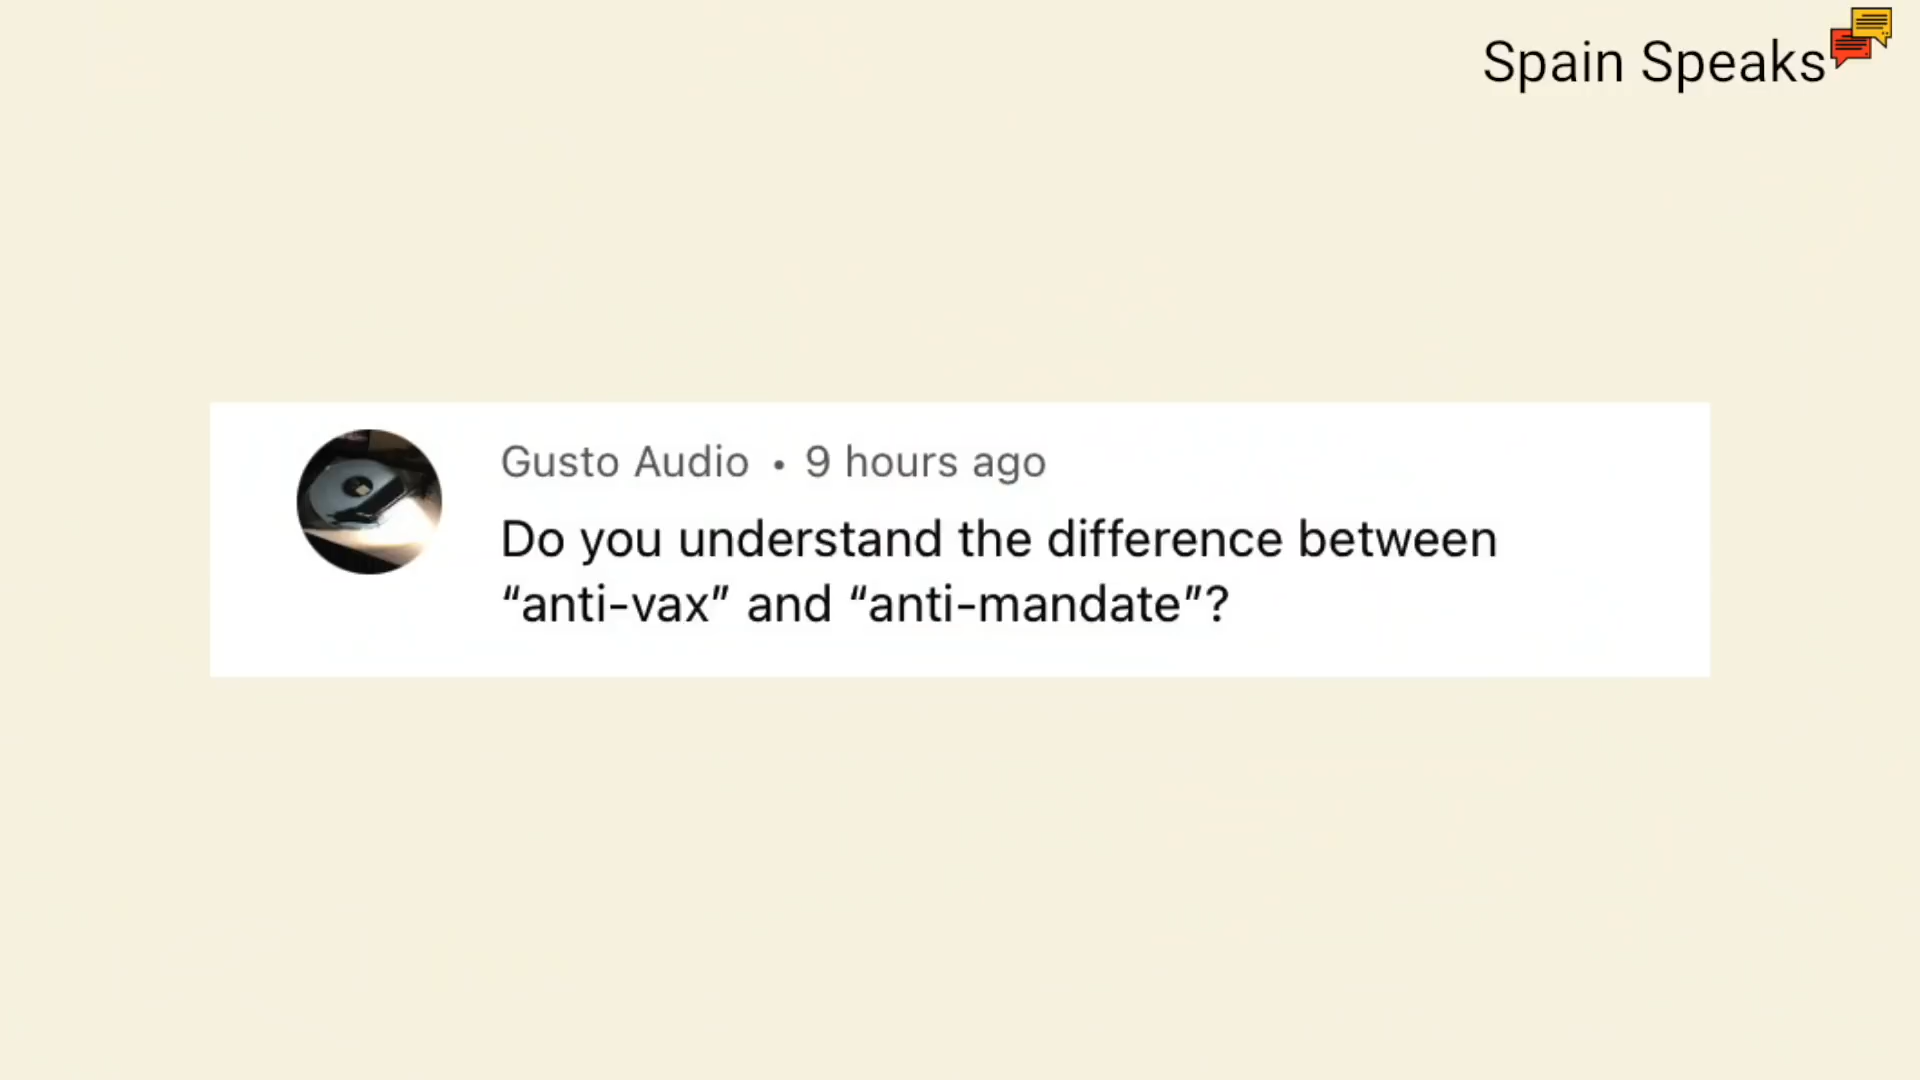 Spain Speaks
Gusto Audio • 9 hours ago
Do you understand the difference between
“anti-vax” and “anti-mandate”?